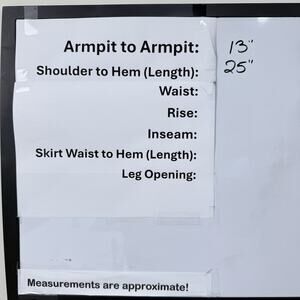 Armpit to Armpit: 13"
Shoulder to Hem (Length): 25"
Waist:
Rise:
Inseam:
Skirt Waist to Hem (Length):
Leg Opening:
Measurements are approximate!